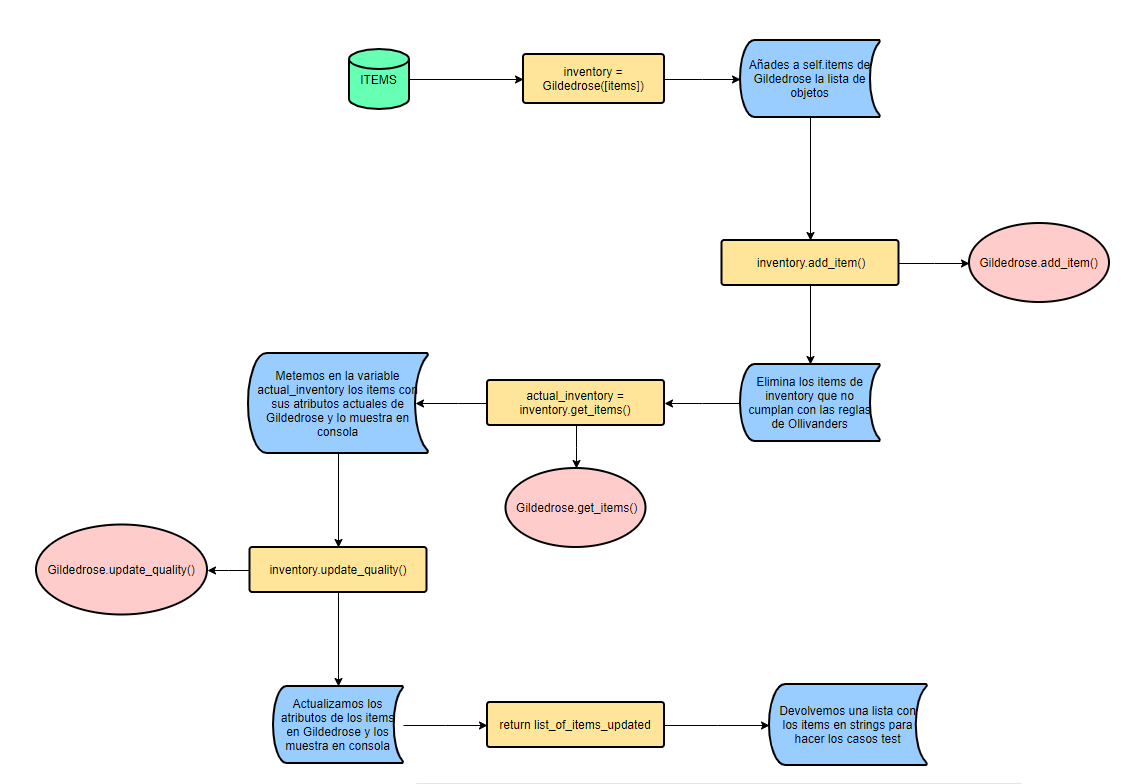 ITEMS
inventory =
Gildedrose([items])
Añades a self.items de
Gildedrose la lista de
objetos
inventory.add_item()
Gildedrose.add_item()
Elimina los items de
inventory que no
cumplan con las reglas
de Ollivanders
actual_inventory =
inventory.get_items()
Gildedrose.get_items()
Metemos en la variable
actual_inventory los items con
sus atributos actuales de
Gildedrose y lo muestra en
consola
inventory.update_quality()
Gildedrose.update_quality()
Actualizamos los
atributos de los items
en Gildedrose y los
muestra en consola
return list_of_items_updated
Devolvemos una lista con
los items en strings para
hacer los casos test